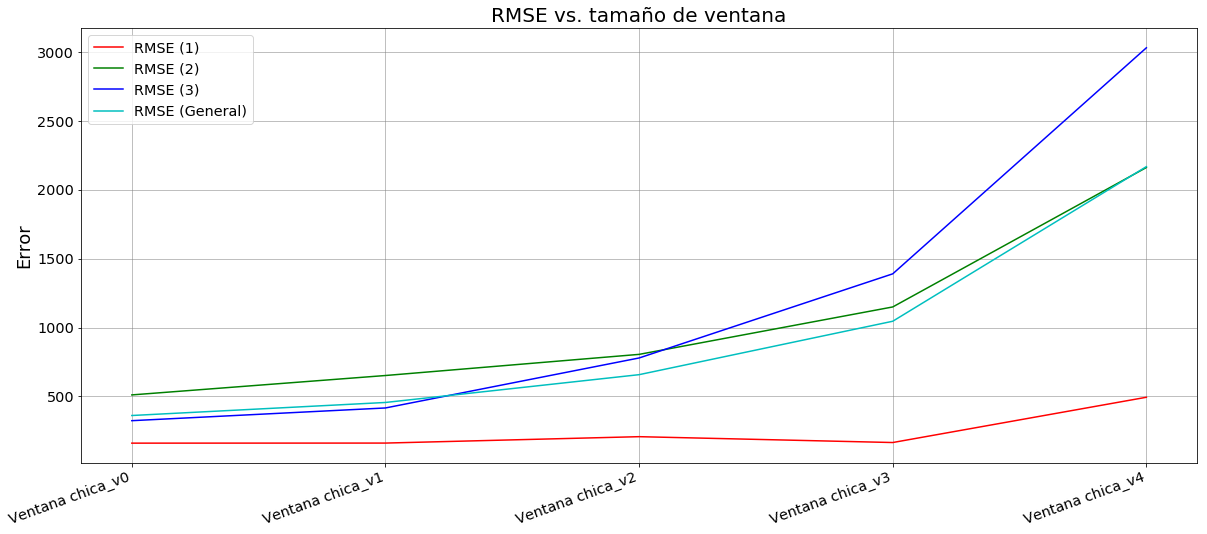 RMSE vs. tamaño de ventana
RMSE (1)
RMSE (2)
RMSE (3)
RMSE (General)
Error
3000
2500
2000
1500
1000
500
Ventana chica_v0
Ventana chica_v1
Ventana chica_v2
Ventana chica_v3
Ventana chica_v4